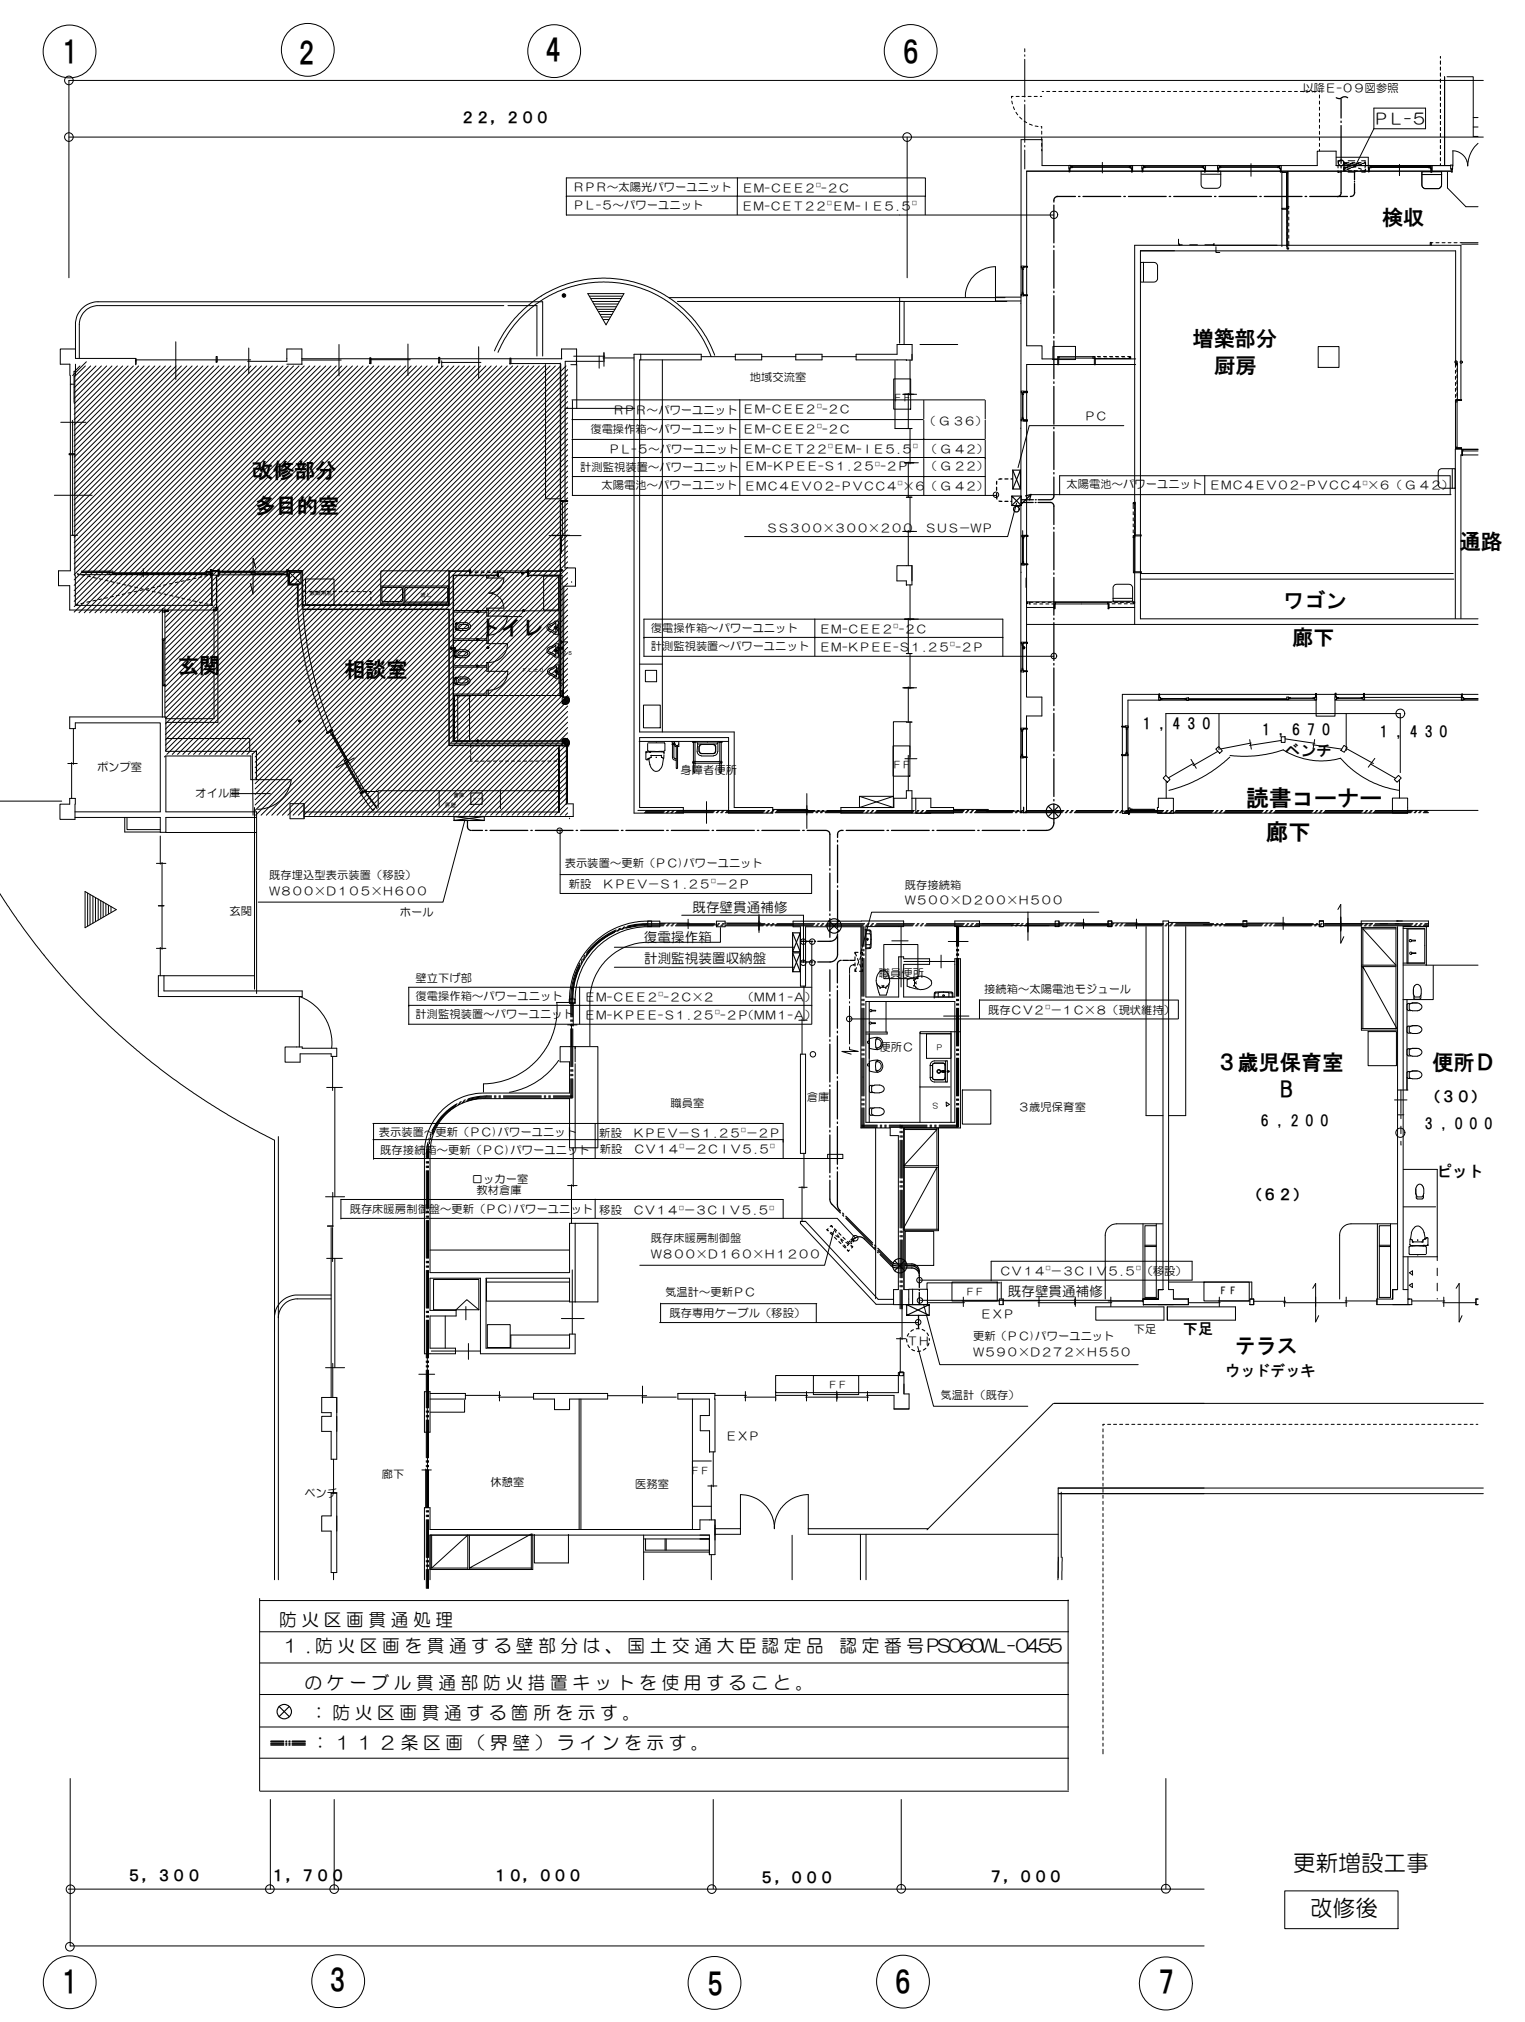 1
2
4
6
22,200
以降E-09図参照
PL-5
RPR～太陽光パワーユニット EM-CEE2□-2C
PL-5～パワーユニット EM-CET22□EM-IE5.5□
検収
増築部分
厨房
地域交流室
FF
RPR～パワーユニット EM-CEE2□-2C
(G36)
復電操作箱～パワーユニット EM-CEE2□-2C
PL-5～パワーユニット EM-CET22□EM-IE5.5□ (G42)
計測監視装置～パワーユニット EM-KPEE-S1.25□-2P (G22)
太陽電池～パワーユニット EMC4EV02-PVCC4□×6 (G42)
PC
太陽電池～パワーユニット EMC4EV02-PVCC4□×6 (G42)
SS300×300×200 SUS-WP
改修部分
多目的室
通路
ワゴン
廊下
復電操作箱～パワーユニット EM-CEE2□-2C
計測監視装置～パワーユニット EM-KPEE-S1.25□-2P
トイレ
玄関
相談室
1,430
1,670
1,430
ベンチ
ポンプ室
オイル庫
身障者便所
FF
読書コーナー
廊下
既存埋込型表示装置（移設）
W800×D105×H600
表示装置～更新（PC)パワーユニット
新設 KPEV-S1.25□-2P
既存接続箱
W500×D200×H500
玄関
ホール
既存壁貫通補修
復電操作箱
計測監視装置収納盤
職員便所
壁立下げ部
復電操作箱～パワーユニット EM-CEE2□-2C×2 (MM1-A)
計測監視装置～パワーユニット EM-KPEE-S1.25□-2P(MM1-A)
接続箱～太陽電池モジュール
既存CV2□-1C×8（現状維持）
便所C
P
S
3歳児保育室
B
6,200
便所D
(30)
3,000
職員室
倉庫
3歳児保育室
表示装置～更新（PC)パワーユニット 新設 KPEV-S1.25□-2P
既存接続箱～更新（PC)パワーユニット 新設 CV14□-2CIV5.5□
ピット
ロッカー室
教材倉庫
(62)
既存床暖房制御盤～更新（PC)パワーユニット 移設 CV14□-3CIV5.5□
既存床暖房制御盤
W800×D160×H1200
CV14□-3CIV5.5□（移設）
FF
既存壁貫通補修
FF
気温計～更新PC
既存専用ケーブル（移設）
EXP
下足
下足
TH
更新（PC)パワーユニット
W590×D272×H550
テラス
ウッドデッキ
FF
気温計（既存）
EXP
廊下
休憩室
医務室
FF
ベンチ
防火区画貫通処理
1.防火区画を貫通する壁部分は、国土交通大臣認定品 認定番号PS060WL-0455
のケーブル貫通部防火措置キットを使用すること。
⊗ ：防火区画貫通する箇所を示す。
：１１２条区画（界壁）ラインを示す。
5,300
1,700
10,000
5,000
7,000
更新増設工事
改修後
1
3
5
6
7